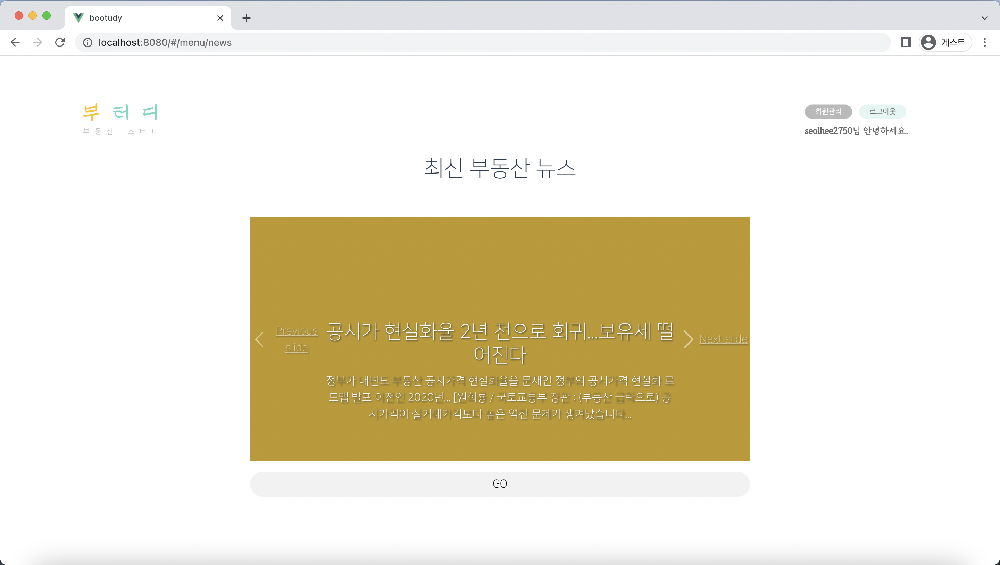 bootudy
localhost:8080/#/menu/news
게스트
부 터 디
부동산 스터디
회원관리
로그아웃
seolhee2750님 안녕하세요.
최신 부동산 뉴스
Previous
slide
공시가 현실화율 2년 전으로 회귀...보유세 떨
어진다
정부가 내년도 부동산 공시가격 현실화율을 문재인 정부의 공시가격 현실화 로
드맵 발표 이전인 2020년... [원희룡 / 국토교통부 장관 : (부동산 급락으로) 공
시가격이 실거래가격보다 높은 역전 문제가 생겨났습니다...
Next slide
GO